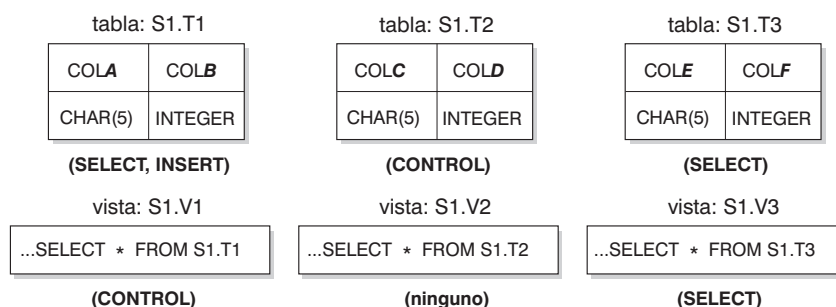 tabla: S1.T1
tabla: S1.T2
tabla: S1.T3
COLA COLB
COLC COLD
COLE COLF
CHAR(5) INTEGER
CHAR(5) INTEGER
CHAR(5) INTEGER
(SELECT, INSERT)
(CONTROL)
(SELECT)
vista: S1.V1
vista: S1.V2
vista: S1.V3
...SELECT * FROM S1.T1
...SELECT * FROM S1.T2
...SELECT * FROM S1.T3
(CONTROL)
(ninguno)
(SELECT)